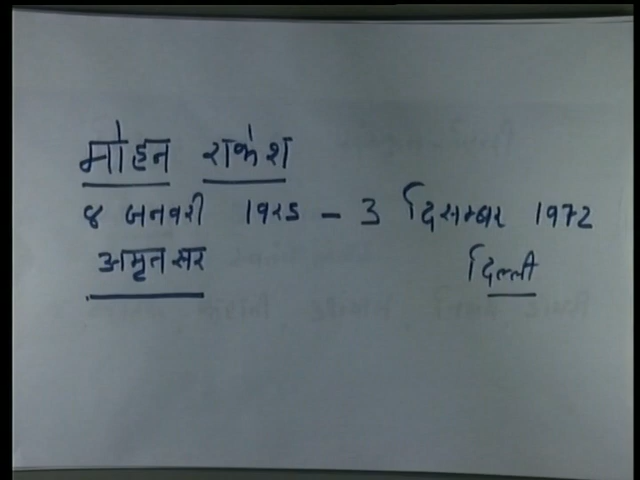 मोहन राकेश
8 जनवरी 1925 - 3 दिसम्बर 1972
अमृतसर दिल्ली